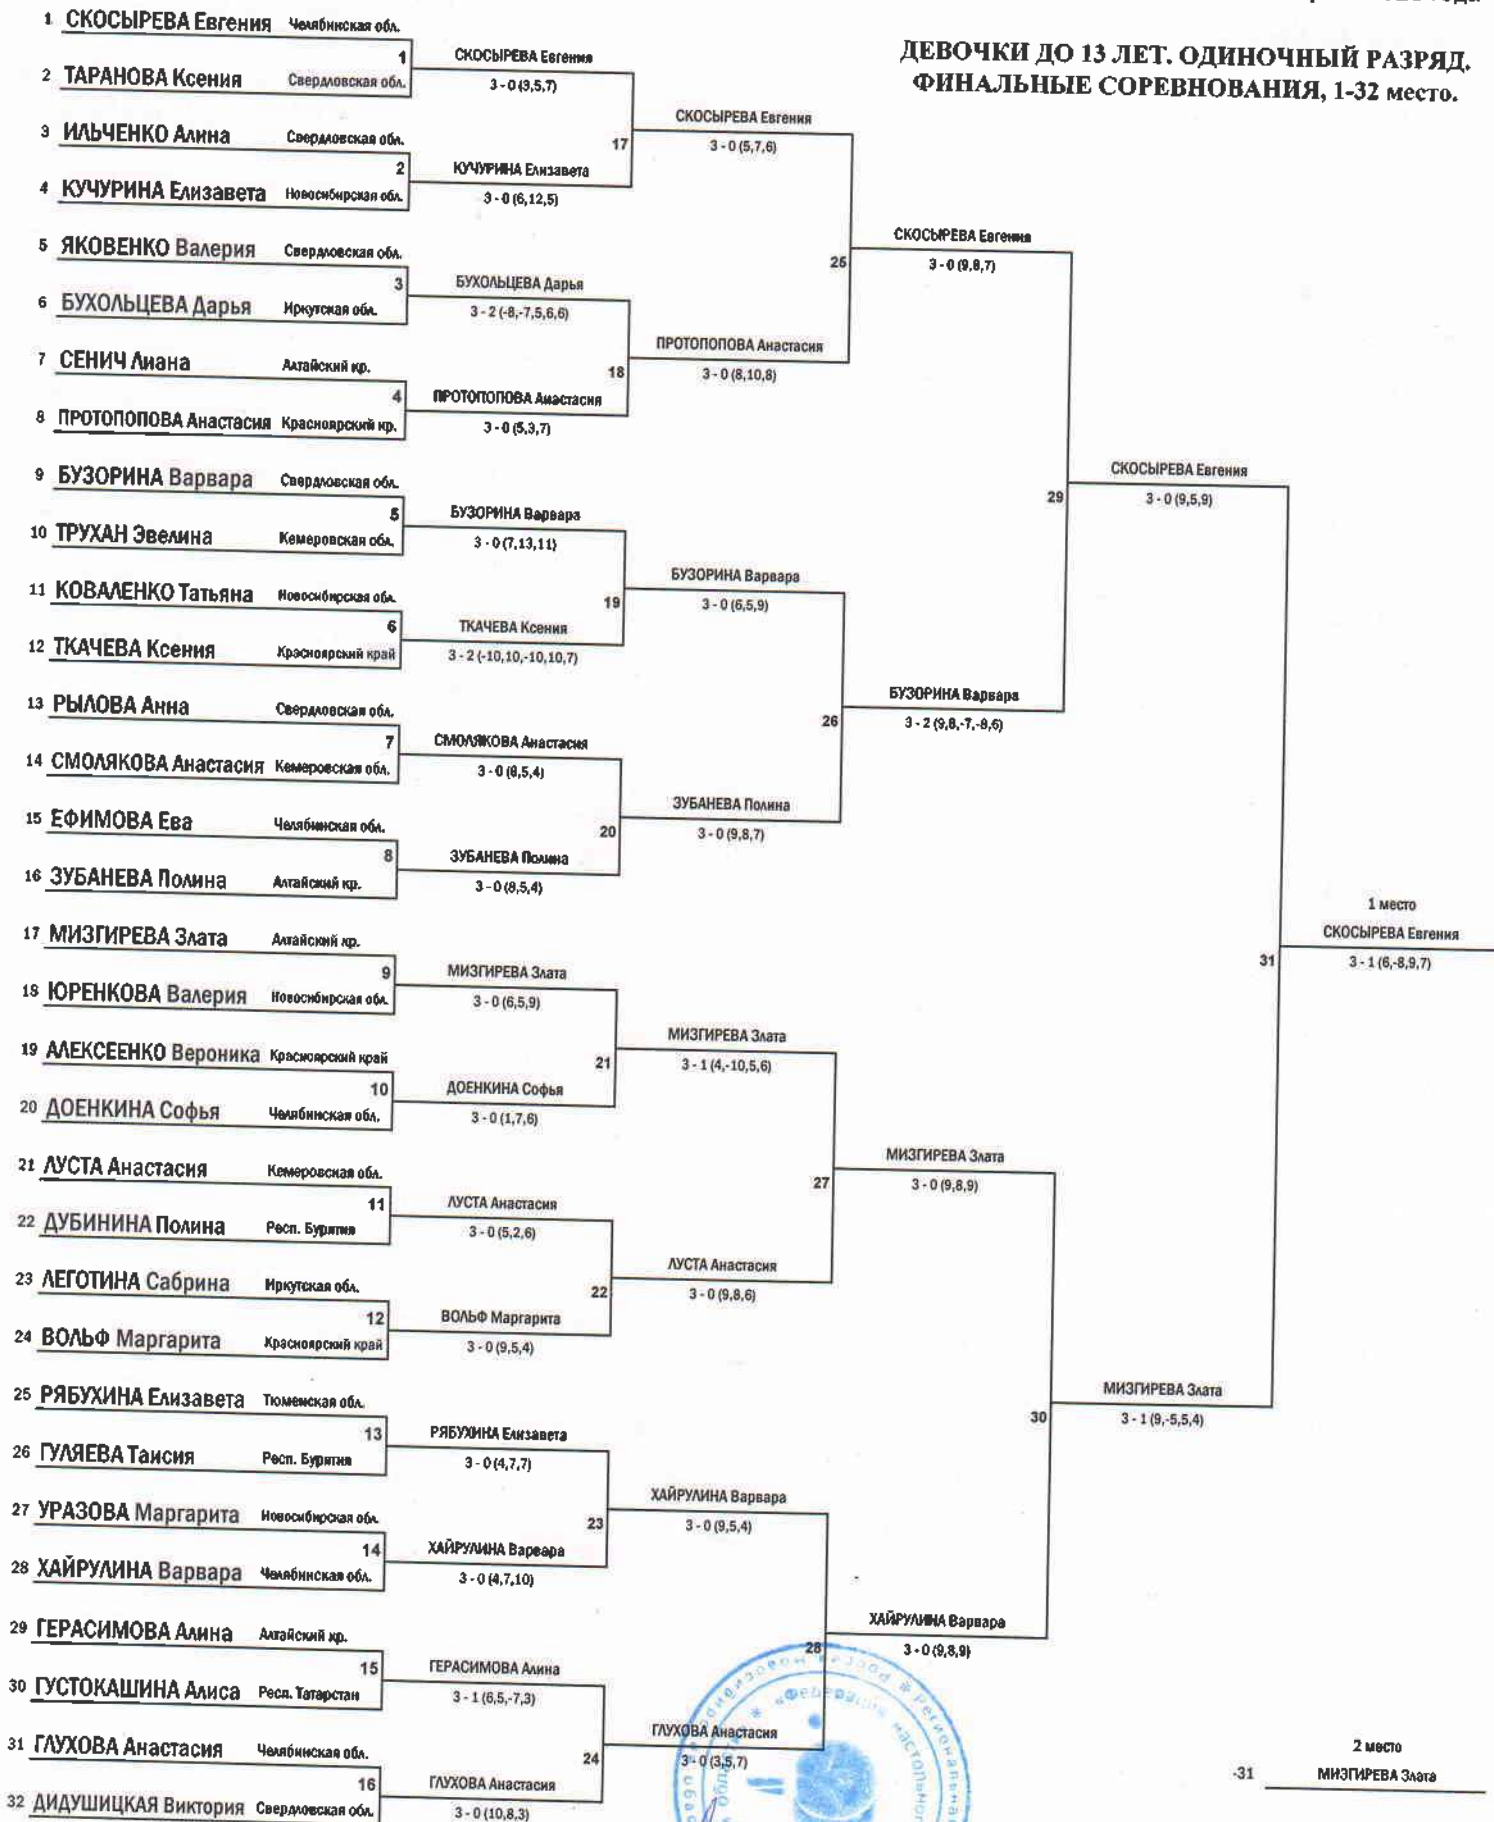 ДЕВОЧКИ ДО 13 ЛЕТ. ОДИНОЧНЫЙ РАЗРЯД.
ФИНАЛЬНЫЕ СОРЕВНОВАНИЯ, 1-32 место.
1 СКОСЫРЕВА Евгения Челябинская обл.
1 СКОСЫРЕВА Евгения
2 ТАРАНОВА Ксения Свердловская обл.
3 - 0 (3,5,7)
17 СКОСЫРЕВА Евгения
3 - 0 (5,7,6)
3 ИЛЬЧЕНКО Алина Свердловская обл.
2 КУЧУРИНА Елизавета
4 КУЧУРИНА Елизавета Новосибирская обл.
3 - 0 (6,12,5)
25 СКОСЫРЕВА Евгения
3 - 0 (9,8,7)
5 ЯКОВЕНКО Валерия Свердловская обл.
3 БУХОЛЬЦЕВА Дарья
6 БУХОЛЬЦЕВА Дарья Иркутская обл.
3 - 2 (-8,-7,5,6,6)
18 ПРОТОПОПОВА Анастасия
3 - 0 (8,10,8)
7 СЕНИЧ Лиана Алтайский кр.
4 ПРОТОПОПОВА Анастасия
8 ПРОТОПОПОВА Анастасия Красноярский кр.
3 - 0 (5,3,7)
29 СКОСЫРЕВА Евгения
3 - 0 (9,5,9)
9 БУЗОРИНА Варвара Свердловская обл.
5 БУЗОРИНА Варвара
10 ТРУХАН Эвелина Кемеровская обл.
3 - 0 (7,13,11)
19 БУЗОРИНА Варвара
3 - 0 (6,5,9)
11 КОВАЛЕНКО Татьяна Новосибирская обл.
6 ТКАЧЕВА Ксения
12 ТКАЧЕВА Ксения Красноярский край
3 - 2 (-10,10,-10,10,7)
26 БУЗОРИНА Варвара
3 - 2 (9,8,-7,-8,6)
13 РЫЛОВА Анна Свердловская обл.
7 СМОЛЯКОВА Анастасия
14 СМОЛЯКОВА Анастасия Кемеровская обл.
3 - 0 (8,5,4)
20 ЗУБАНЕВА Полина
3 - 0 (9,8,7)
15 ЕФИМОВА Ева Челябинская обл.
8 ЗУБАНЕВА Полина
16 ЗУБАНЕВА Полина Алтайский кр.
3 - 0 (8,5,4)
1 место
31 СКОСЫРЕВА Евгения
3 - 1 (6,-8,9,7)
17 МИЗГИРЕВА Злата Алтайский кр.
9 МИЗГИРЕВА Злата
18 ЮРЕНКОВА Валерия Новосибирская обл.
3 - 0 (6,5,9)
21 МИЗГИРЕВА Злата
3 - 1 (4,-10,5,6)
19 АЛЕКСЕЕНКО Вероника Красноярский край
10 ДОЕНКИНА Софья
20 ДОЕНКИНА Софья Челябинская обл.
3 - 0 (1,7,6)
27 МИЗГИРЕВА Злата
3 - 0 (9,8,9)
21 ЛУСТА Анастасия Кемеровская обл.
11 ЛУСТА Анастасия
22 ДУБИНИНА Полина Респ. Бурятия
3 - 0 (5,2,6)
22 ЛУСТА Анастасия
3 - 0 (9,8,6)
23 ЛЕГОТИНА Сабрина Иркутская обл.
12 ВОЛЬФ Маргарита
24 ВОЛЬФ Маргарита Красноярский край
3 - 0 (9,5,4)
30 МИЗГИРЕВА Злата
3 - 1 (9,-5,5,4)
25 РЯБУХИНА Елизавета Тюменская обл.
13 РЯБУХИНА Елизавета
26 ГУЛЯЕВА Таисия Респ. Бурятия
3 - 0 (4,7,7)
23 ХАЙРУЛИНА Варвара
3 - 0 (9,5,4)
27 УРАЗОВА Маргарита Новосибирская обл.
14 ХАЙРУЛИНА Варвара
28 ХАЙРУЛИНА Варвара Челябинская обл.
3 - 0 (4,7,10)
28 ХАЙРУЛИНА Варвара
3 - 0 (9,8,9)
29 ГЕРАСИМОВА Алина Алтайский кр.
15 ГЕРАСИМОВА Алина
30 ГУСТОКАШИНА Алиса Респ. Татарстан
3 - 1 (6,5,-7,3)
24 ГЛУХОВА Анастасия
3 - 0 (3,5,7)
31 ГЛУХОВА Анастасия Челябинская обл.
16 ГЛУХОВА Анастасия
32 ДИДУШИЦКАЯ Виктория Свердловская обл.
3 - 0 (10,8,3)
2 место
-31 МИЗГИРЕВА Злата